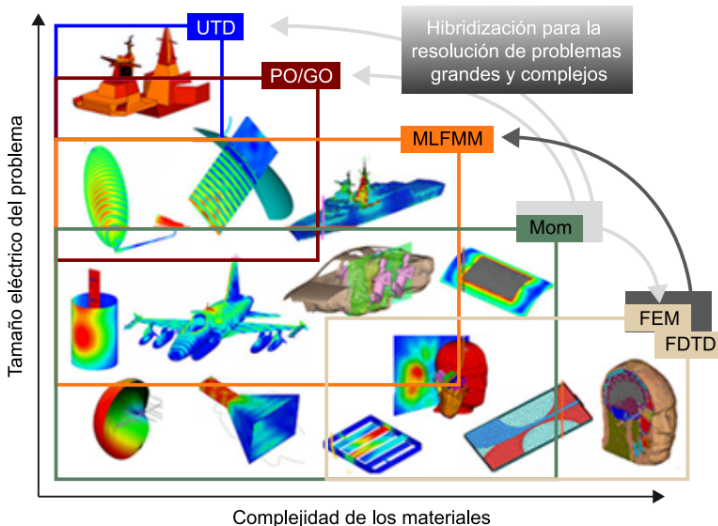 UTD
Hibridización para la
resolución de problemas
grandes y complejos
PO/GO
MLFMM
Mom
FEM
FDTD
Tamaño eléctrico del problema
Complejidad de los materiales